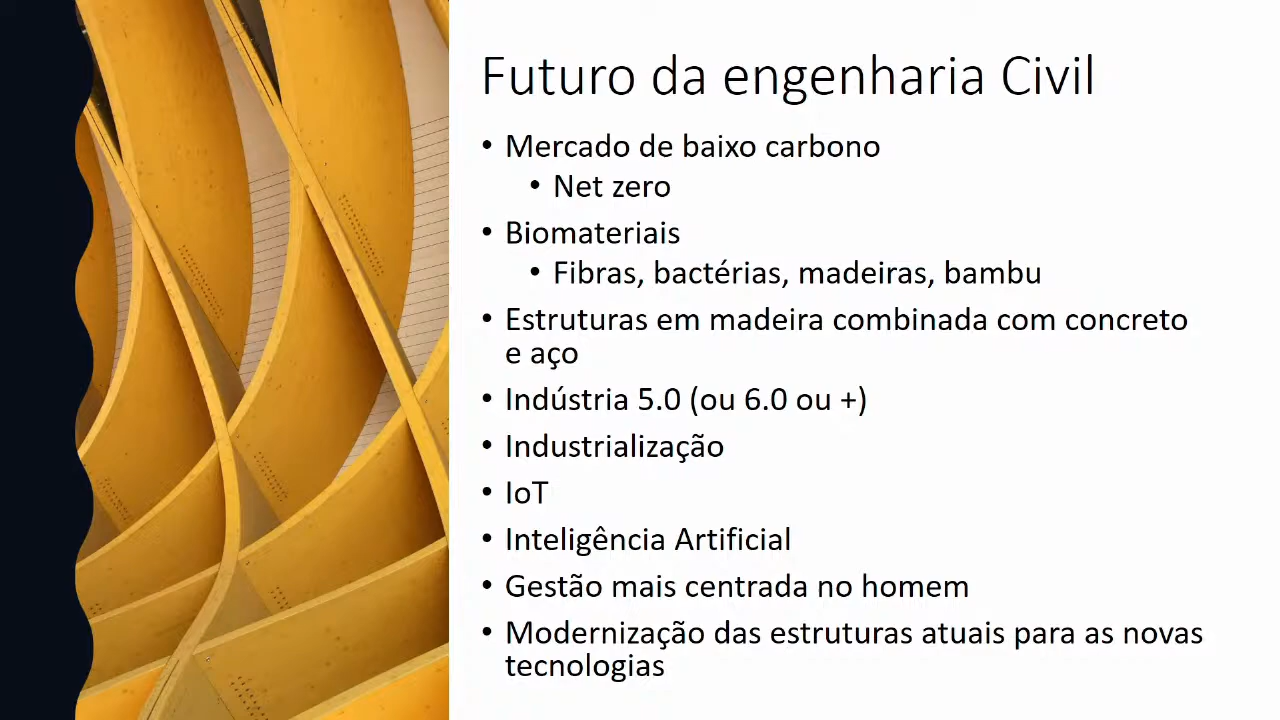 Futuro da engenharia Civil
• Mercado de baixo carbono
• Net zero
• Biomateriais
• Fibras, bactérias, madeiras, bambu
• Estruturas em madeira combinada com concreto
e aço
• Indústria 5.0 (ou 6.0 ou +)
• Industrialização
• IoT
• Inteligência Artificial
• Gestão mais centrada no homem
• Modernização das estruturas atuais para as novas
tecnologias